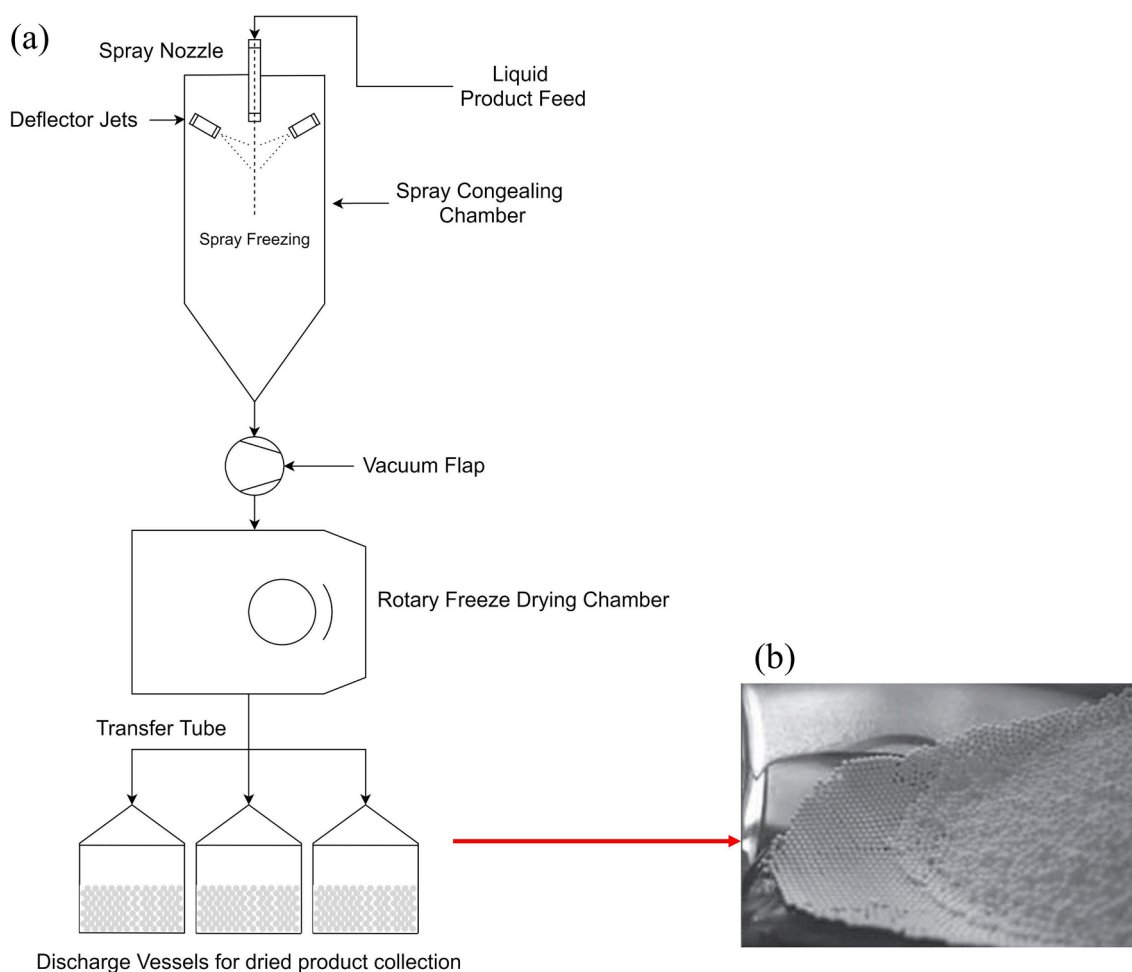 (a)
Spray Nozzle
Liquid
Product Feed
Deflector Jets
Spray Congealing
Chamber
Spray Freezing
Vacuum Flap
Rotary Freeze Drying Chamber
(b)
Transfer Tube
Discharge Vessels for dried product collection